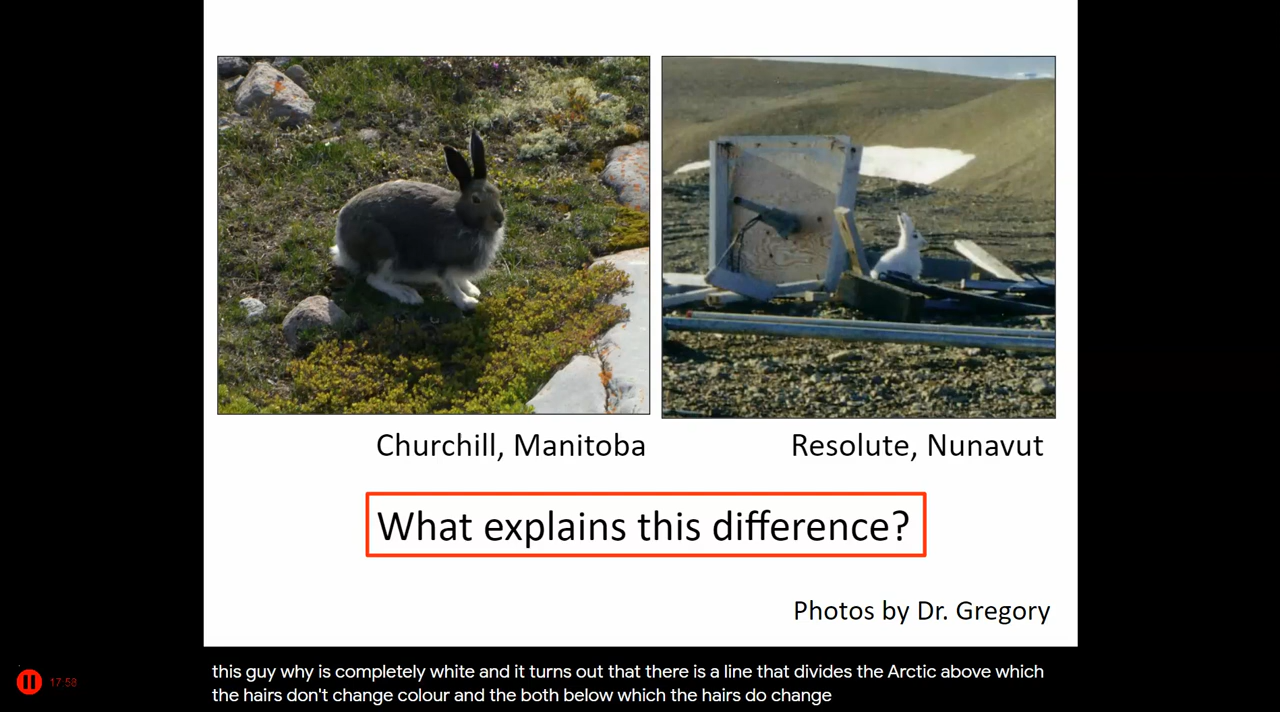 Churchill, Manitoba
Resolute, Nunavut
What explains this difference?
Photos by Dr. Gregory
this guy why is completely white and it turns out that there is a line that divides the Arctic above which
the hairs don't change colour and the both below which the hairs do change
17:58